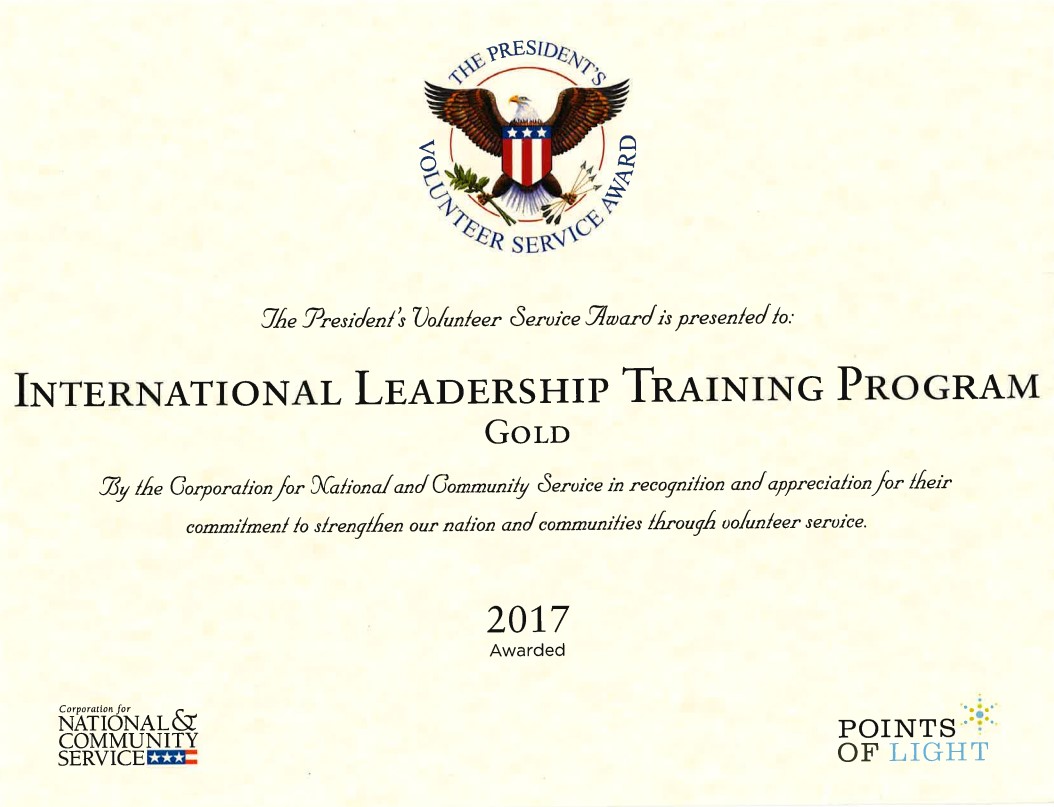 THE PRESIDENT'S
VOLUNTEER SERVICE AWARD
The President's Volunteer Service Award is presented to:
INTERNATIONAL LEADERSHIP TRAINING PROGRAM
GOLD
By the Corporation for National and Community Service in recognition and appreciation for their
commitment to strengthen our nation and communities through volunteer service.
2017
Awarded
Corporation for
NATIONAL &
COMMUNITY
SERVICE
POINTS
OF LIGHT